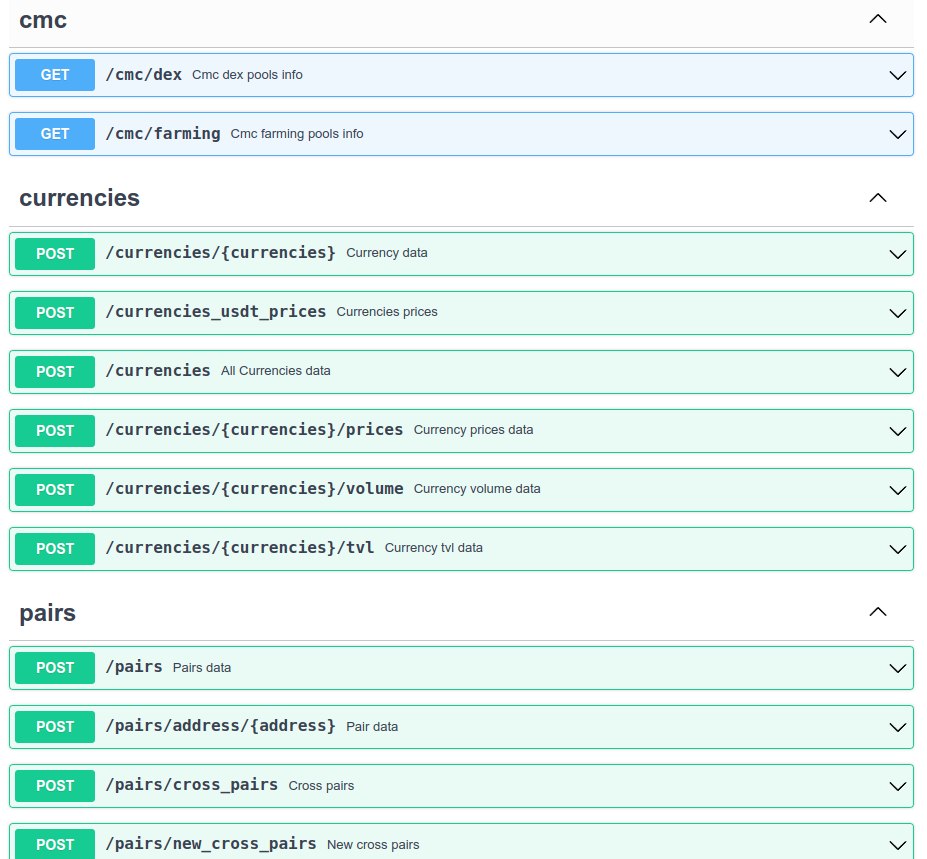 cmc
GET /cmc/dex Cmc dex pools info
GET /cmc/farming Cmc farming pools info
currencies
POST /currencies/{currencies} Currency data
POST /currencies_usdt_prices Currencies prices
POST /currencies All Currencies data
POST /currencies/{currencies}/prices Currency prices data
POST /currencies/{currencies}/volume Currency volume data
POST /currencies/{currencies}/tvl Currency tvl data
pairs
POST /pairs Pairs data
POST /pairs/address/{address} Pair data
POST /pairs/cross_pairs Cross pairs
POST /pairs/new_cross_pairs New cross pairs